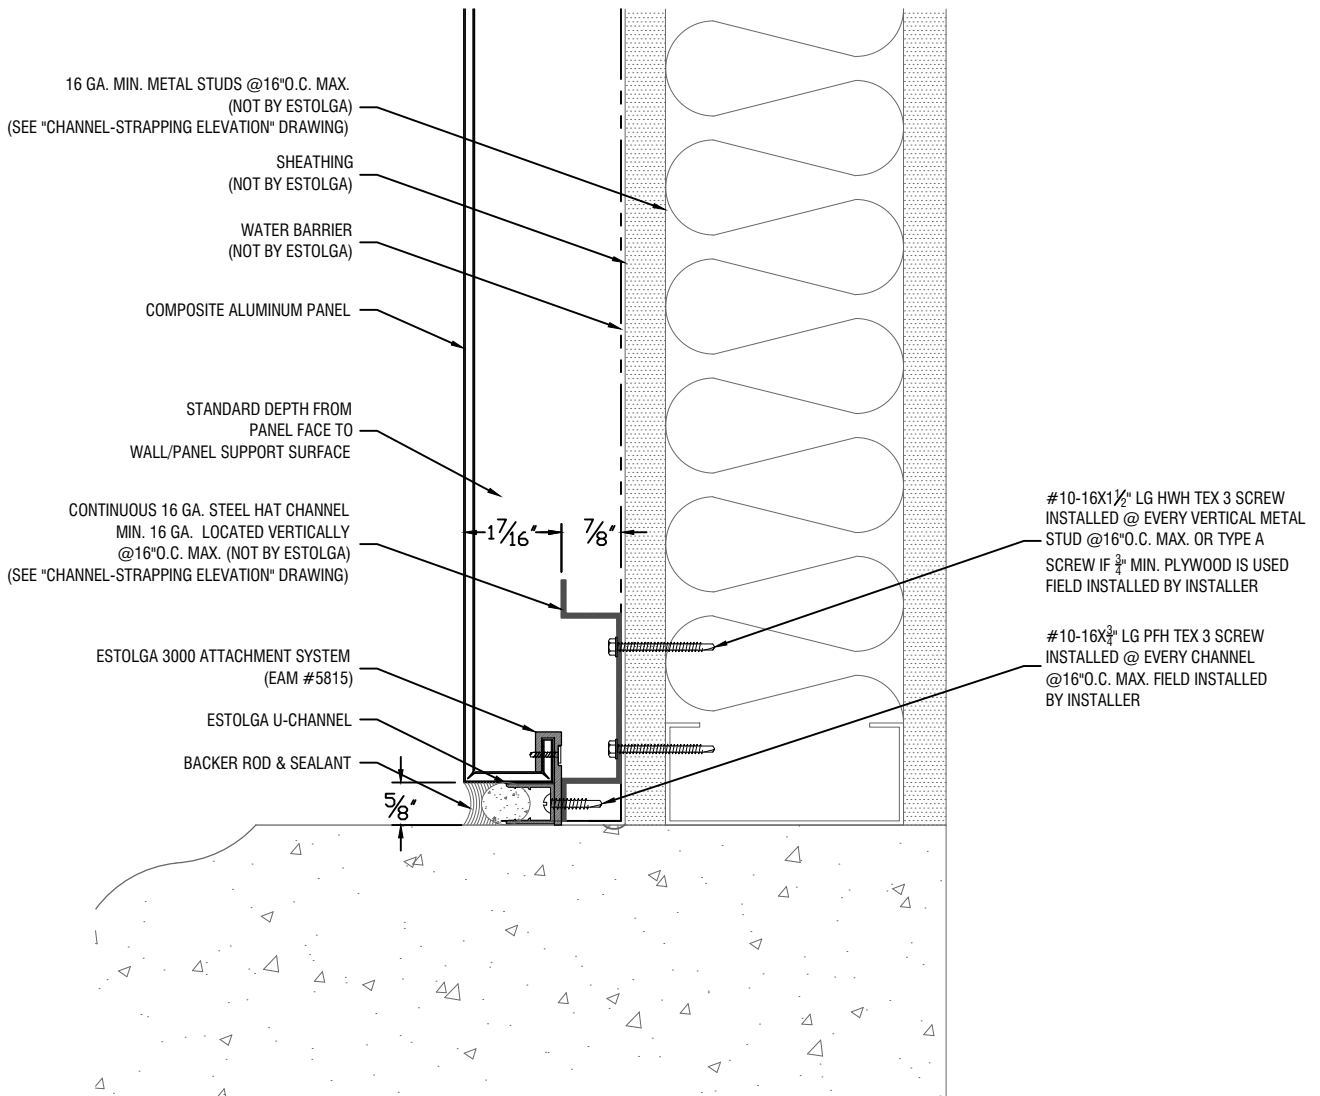 16 GA. MIN. METAL STUDS @16"O.C. MAX.
(NOT BY ESTOLGA)
(SEE "CHANNEL-STRAPPING ELEVATION" DRAWING)
SHEATHING
(NOT BY ESTOLGA)
WATER BARRIER
(NOT BY ESTOLGA)
COMPOSITE ALUMINUM PANEL
STANDARD DEPTH FROM
PANEL FACE TO
WALL/PANEL SUPPORT SURFACE
CONTINUOUS 16 GA. STEEL HAT CHANNEL
MIN. 16 GA. LOCATED VERTICALLY
@16"O.C. MAX. (NOT BY ESTOLGA)
(SEE "CHANNEL-STRAPPING ELEVATION" DRAWING)
ESTOLGA 3000 ATTACHMENT SYSTEM
(EAM #5815)
ESTOLGA U-CHANNEL
BACKER ROD & SEALANT
1 7/16"
7/8"
5/8"
#10-16X1 1/2" LG HWH TEX 3 SCREW
INSTALLED @ EVERY VERTICAL METAL
STUD @16"O.C. MAX. OR TYPE A
SCREW IF 3/4" MIN. PLYWOOD IS USED
FIELD INSTALLED BY INSTALLER
#10-16X3/4" LG PFH TEX 3 SCREW
INSTALLED @ EVERY CHANNEL
@16"O.C. MAX. FIELD INSTALLED
BY INSTALLER